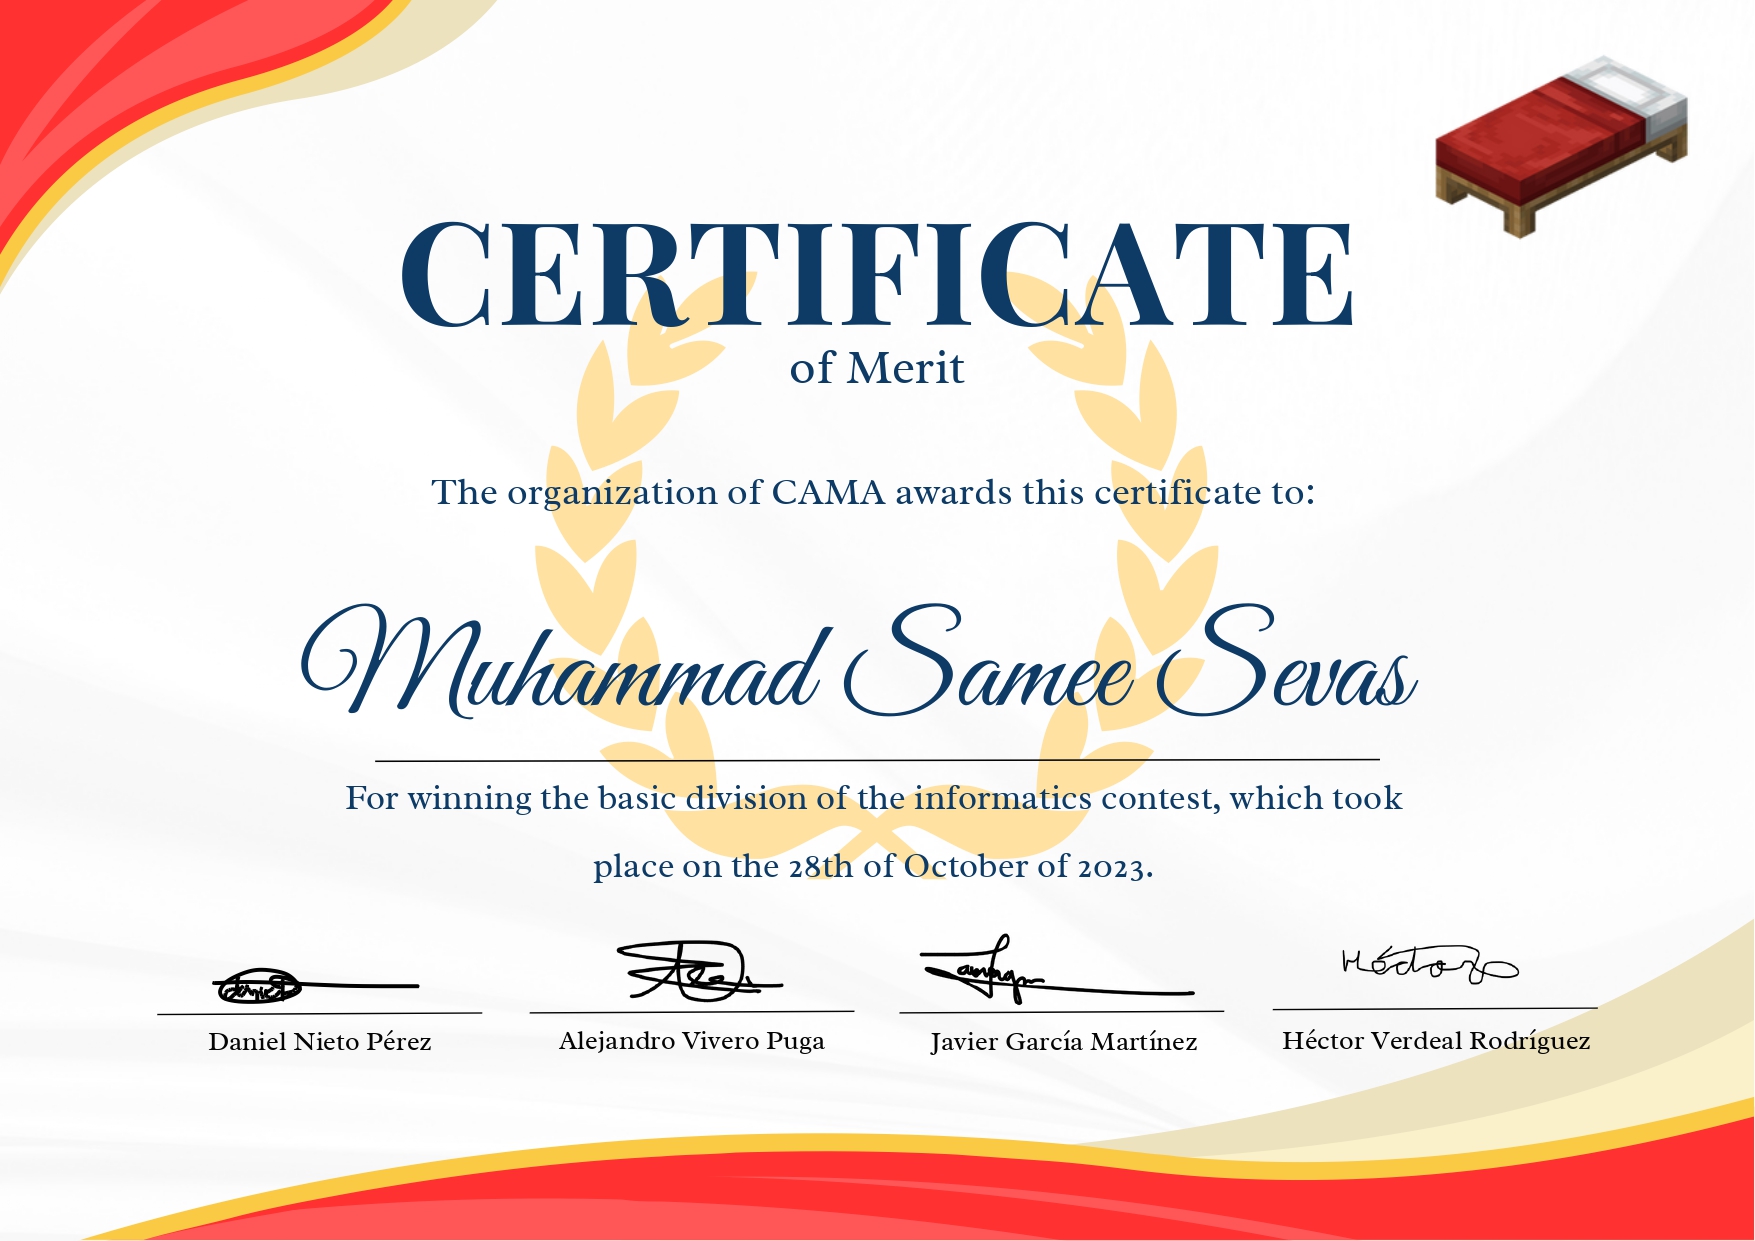 CERTIFICATE
of Merit
The organization of CAMA awards this certificate to:
Muhammad Samee Sevas
For winning the basic division of the informatics contest, which took
place on the 28th of October of 2023.
Daniel Nieto Pérez
Alejandro Vivero Puga
Javier García Martínez
Héctor Verdeal Rodríguez